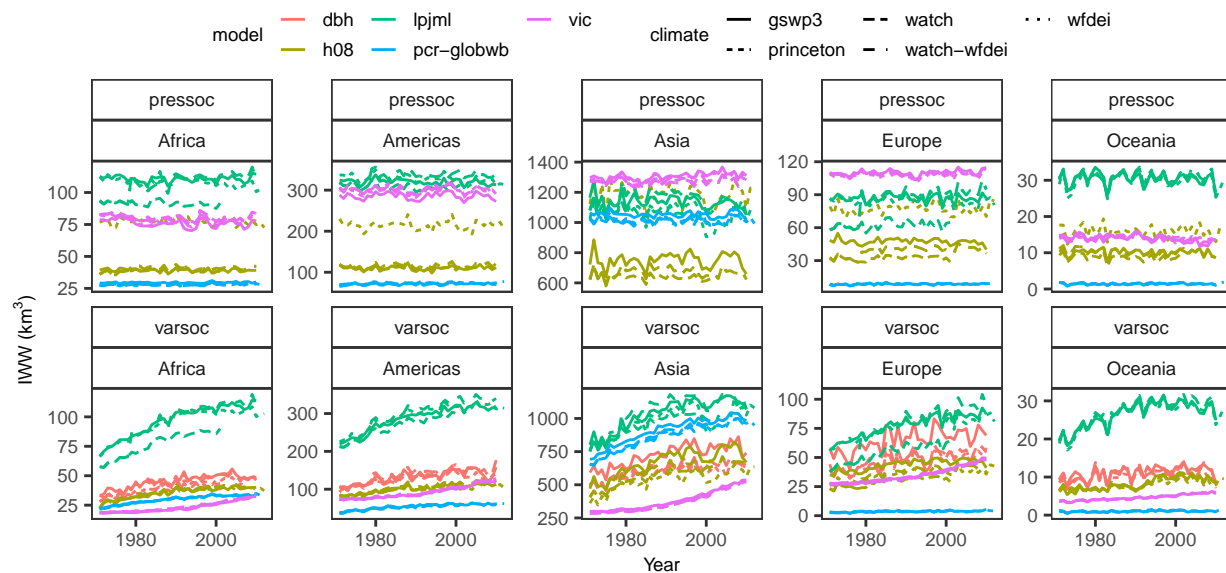 model
dbh
lpjml
vic
h08
pcr−globwb
climate
gswp3
watch
wfdei
princeton
watch−wfdei
pressoc
pressoc
pressoc
pressoc
pressoc
Africa
Americas
Asia
Europe
Oceania
100
75
50
25
300
200
100
1400
1200
1000
800
600
120
90
60
30
30
20
10
0
varsoc
varsoc
varsoc
varsoc
varsoc
Africa
Americas
Asia
Europe
Oceania
100
75
50
25
300
200
100
0
1000
750
500
250
100
75
50
25
0
30
20
10
0
1980
2000
1980
2000
1980
2000
1980
2000
1980
2000
Year
IWW (km³)